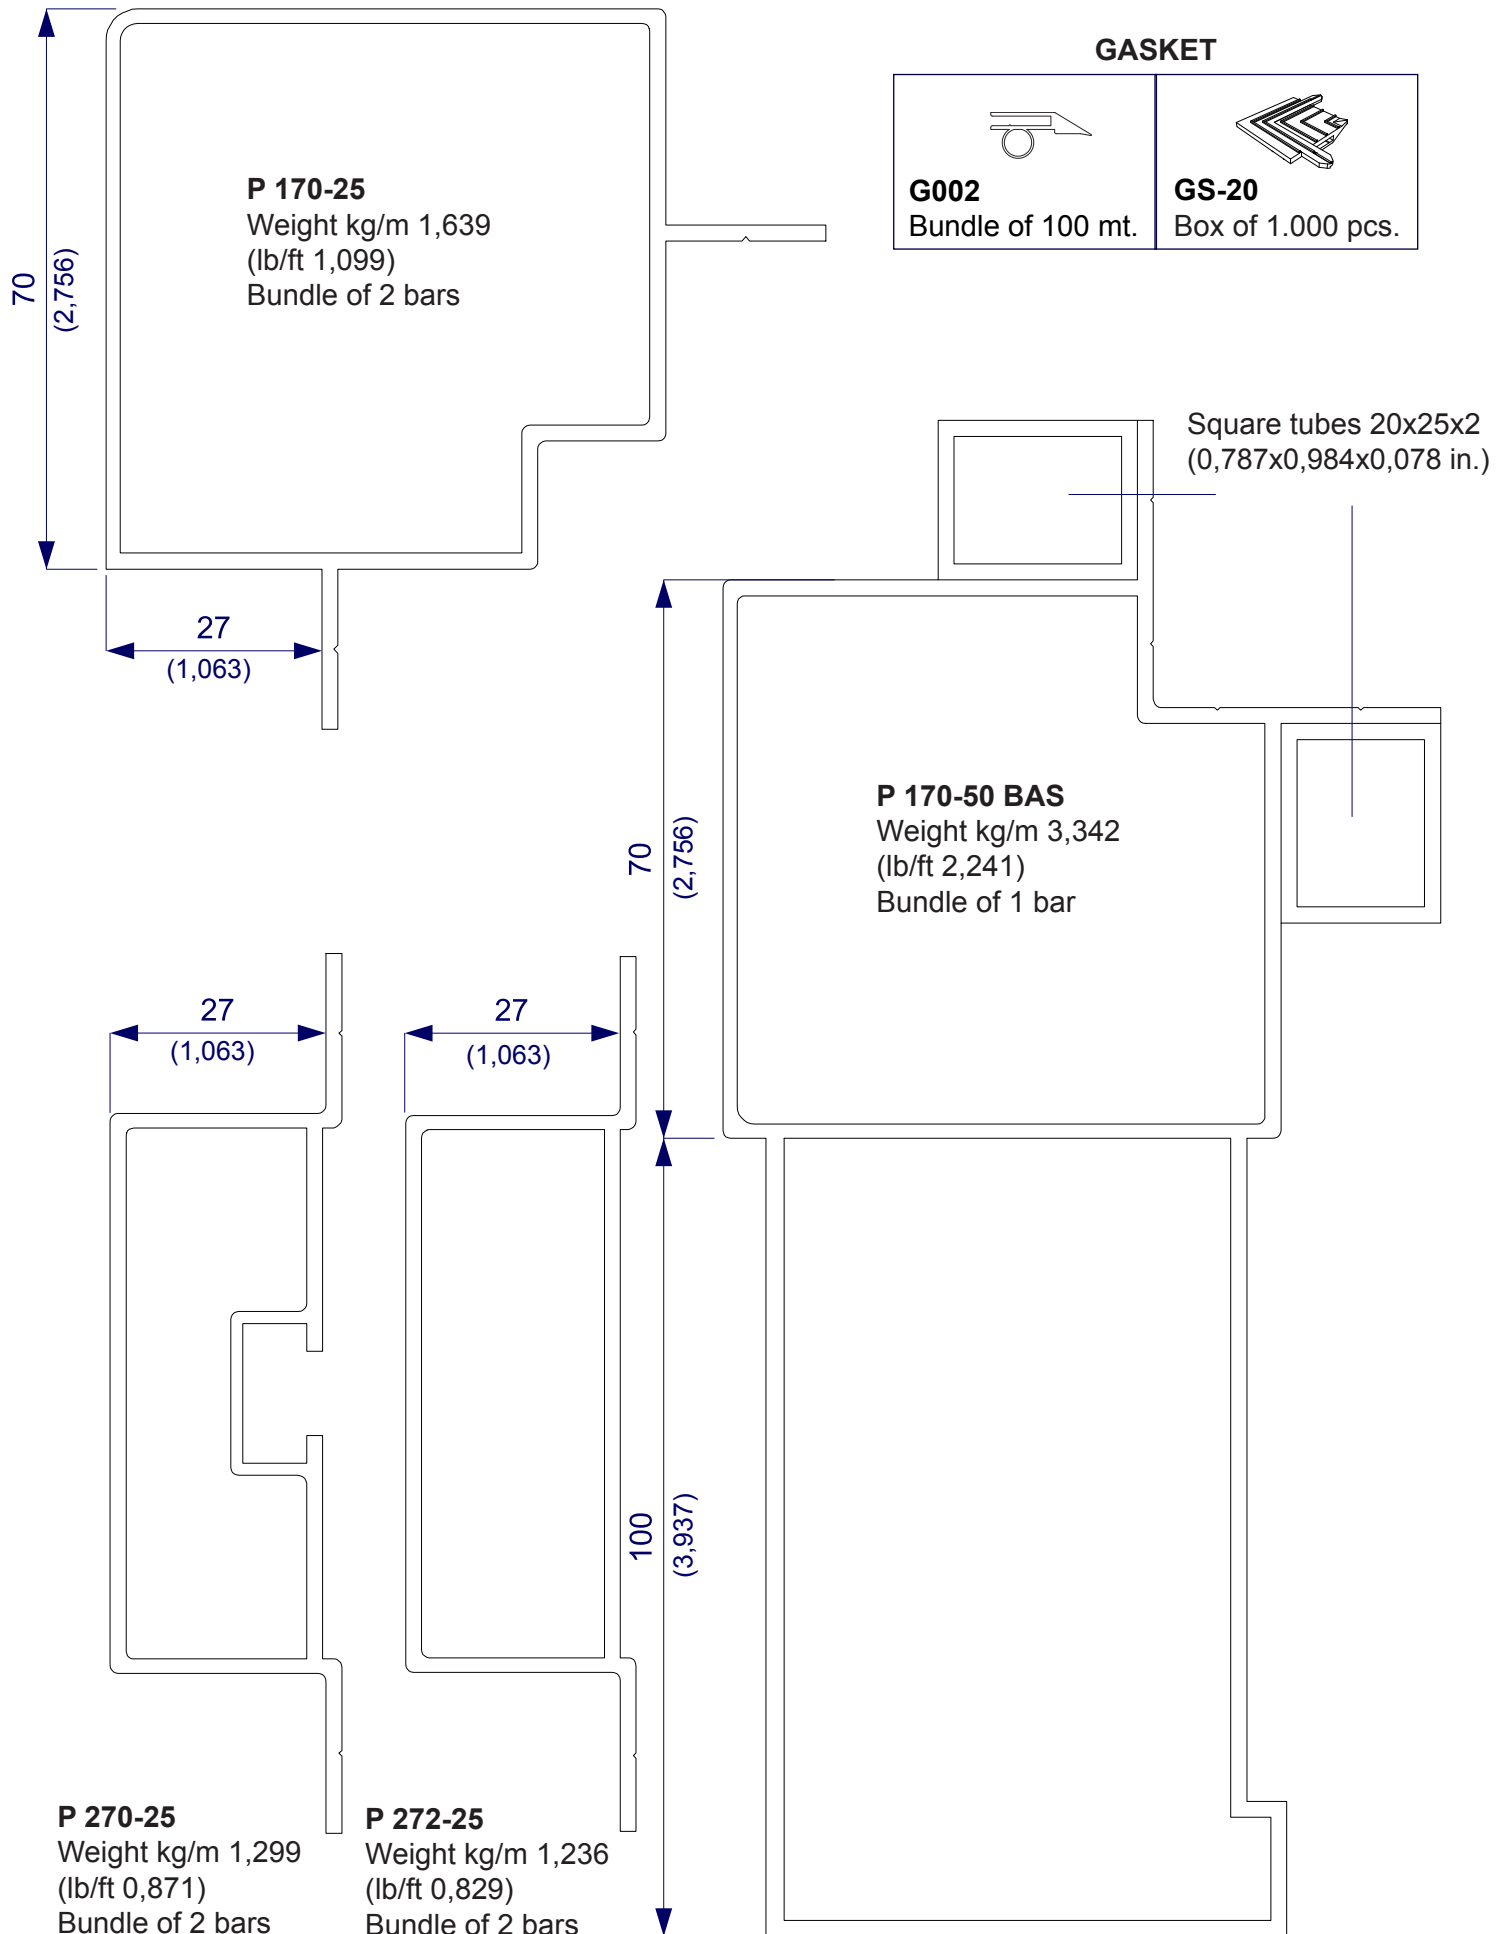 GASKET
G002
Bundle of 100 mt.
GS-20
Box of 1.000 pcs.
P 170-25
Weight kg/m 1,639
(lb/ft 1,099)
Bundle of 2 bars
70
(2,756)
27
(1,063)
Square tubes 20x25x2
(0,787x0,984x0,078 in.)
P 170-50 BAS
Weight kg/m 3,342
(lb/ft 2,241)
Bundle of 1 bar
70
(2,756)
27
(1,063)
27
(1,063)
100
(3,937)
P 270-25
Weight kg/m 1,299
(lb/ft 0,871)
Bundle of 2 bars
P 272-25
Weight kg/m 1,236
(lb/ft 0,829)
Bundle of 2 bars